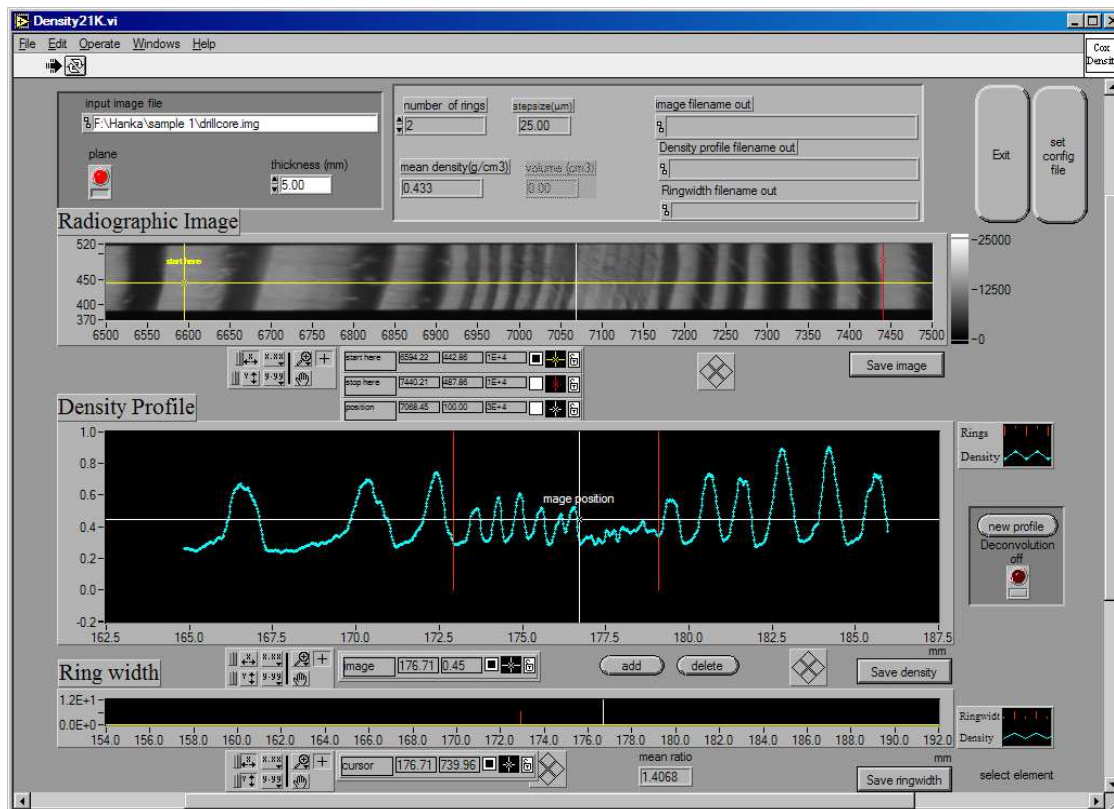 Density21K.vi
File Edit Operate Windows Help
Cox
Densit
input image file
F:\Hanka\sample 1\drillcore.img
plane
thickness (mm)
5.00
number of rings
2
stepsize(µm)
25.00
mean density(g/cm3)
0.433
volume (cm3)
0.00
image filename out
Density profile filename out
Ringwidth filename out
Exit
set
config
file
Radiographic Image
520
450
400
370
start here
6500 6550 6600 6650 6700 6750 6800 6850 6900 6950 7000 7050 7100 7150 7200 7250 7300 7350 7400 7450 7500
25000
12500
0
start here 6594.22 442.86 1E+4
stop here 7440.21 487.86 1E+4
position 7068.45 100.00 3E+4
Save image
Density Profile
1.0
0.8
0.6
0.4
0.2
0.0
-0.2
mage position
162.5 165.0 167.5 170.0 172.5 175.0 177.5 180.0 182.5 185.0 187.5
mm
Rings
Density
new profile
Deconvolution
off
image 176.71 0.45
add
delete
Save density
Ring width
1.2E+1
0.0E+0
154.0 156.0 158.0 160.0 162.0 164.0 166.0 168.0 170.0 172.0 174.0 176.0 178.0 180.0 182.0 184.0 186.0 188.0 190.0 192.0
mm
Ringwidt
Density
cursor 176.71 739.96
mean ratio
1.4068
Save ringwidth
select element